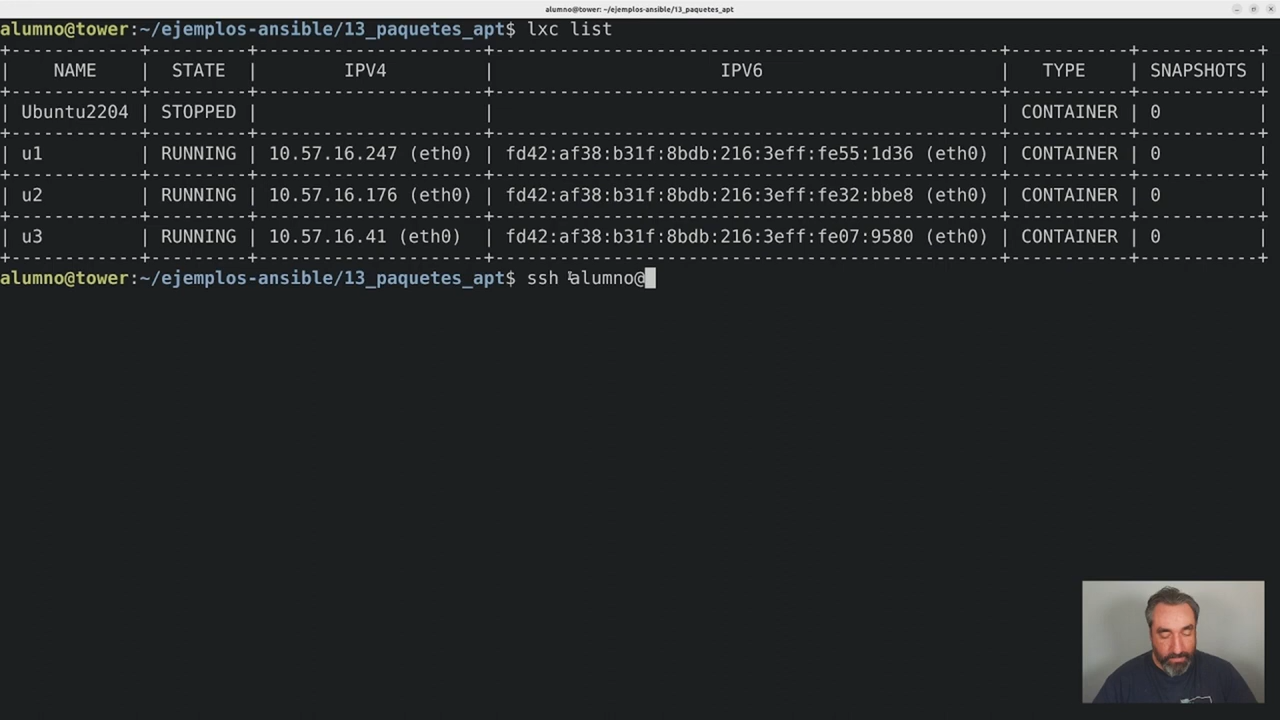 alumno@tower: ~/ejemplos-ansible/13_paquetes_apt
alumno@tower:~/ejemplos-ansible/13_paquetes_apt$ lxc list
| NAME | STATE | IPV4 | IPV6 | TYPE | SNAPSHOTS |
| Ubuntu2204 | STOPPED | | | CONTAINER | 0 |
| u1 | RUNNING | 10.57.16.247 (eth0) | fd42:af38:b31f:8bdb:216:3eff:fe55:1d36 (eth0) | CONTAINER | 0 |
| u2 | RUNNING | 10.57.16.176 (eth0) | fd42:af38:b31f:8bdb:216:3eff:fe32:bbe8 (eth0) | CONTAINER | 0 |
| u3 | RUNNING | 10.57.16.41 (eth0) | fd42:af38:b31f:8bdb:216:3eff:fe07:9580 (eth0) | CONTAINER | 0 |
alumno@tower:~/ejemplos-ansible/13_paquetes_apt$ ssh alumno@